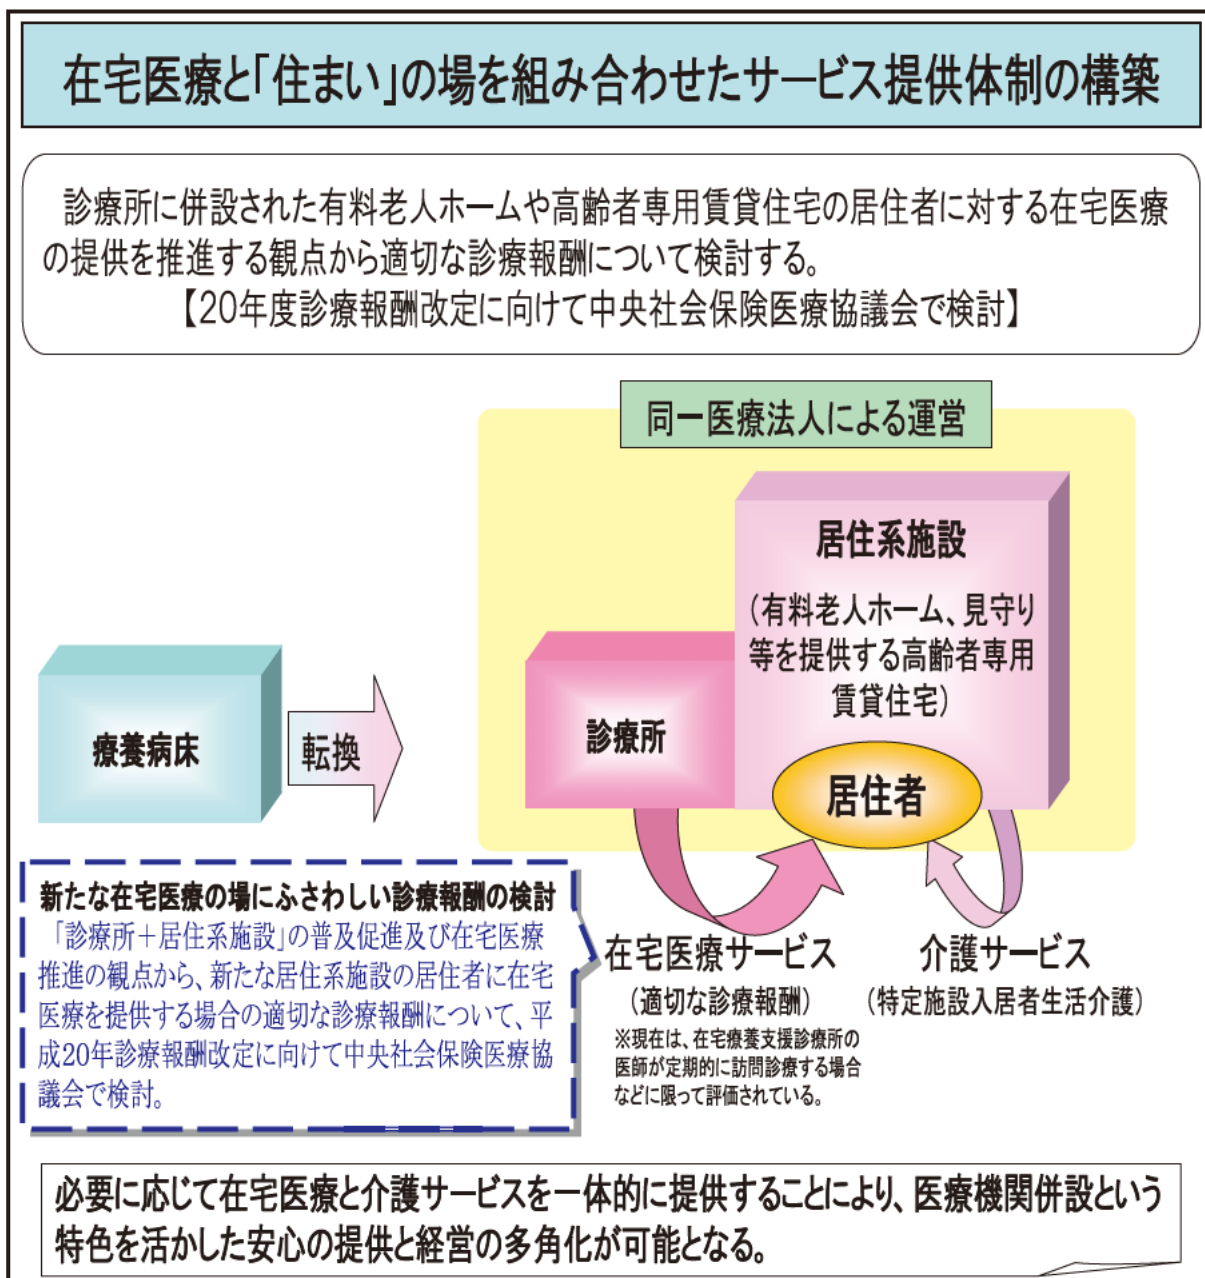 在宅医療と「住まい」の場を組み合わせたサービス提供体制の構築
診療所に併設された有料老人ホームや高齢者専用賃貸住宅の居住者に対する在宅医療
の提供を推進する観点から適切な診療報酬について検討する。
【20年度診療報酬改定に向けて中央社会保険医療協議会で検討】
同一医療法人による運営
居住系施設
(有料老人ホーム、見守り
等を提供する高齢者専用
賃貸住宅)
療養病床
転換
診療所
居住者
新たな在宅医療の場にふさわしい診療報酬の検討
「診療所+居住系施設」の普及促進及び在宅医療
推進の観点から、新たな居住系施設の居住者に在宅
医療を提供する場合の適切な診療報酬について、平
成20年診療報酬改定に向けて中央社会保険医療協
議会で検討。
在宅医療サービス
(適切な診療報酬)
※現在は、在宅療養支援診療所の
医師が定期的に訪問診療する場合
などに限って評価されている。
介護サービス
(特定施設入居者生活介護)
必要に応じて在宅医療と介護サービスを一体的に提供することにより、医療機関併設という
特色を活かした安心の提供と経営の多角化が可能となる。